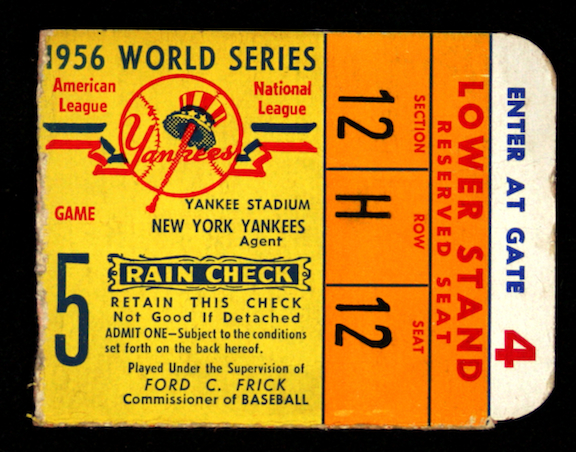 1956 WORLD SERIES
American
League
National
League
Yankees
YANKEE STADIUM
NEW YORK YANKEES
Agent
GAME
5
RAIN CHECK
RETAIN THIS CHECK
Not Good If Detached
ADMIT ONE—Subject to the conditions
set forth on the back hereof.
Played Under the Supervision of
FORD C. FRICK
Commissioner of BASEBALL
SECTION
12
ROW
H
SEAT
12
LOWER STAND
RESERVED SEAT
ENTER AT GATE
4